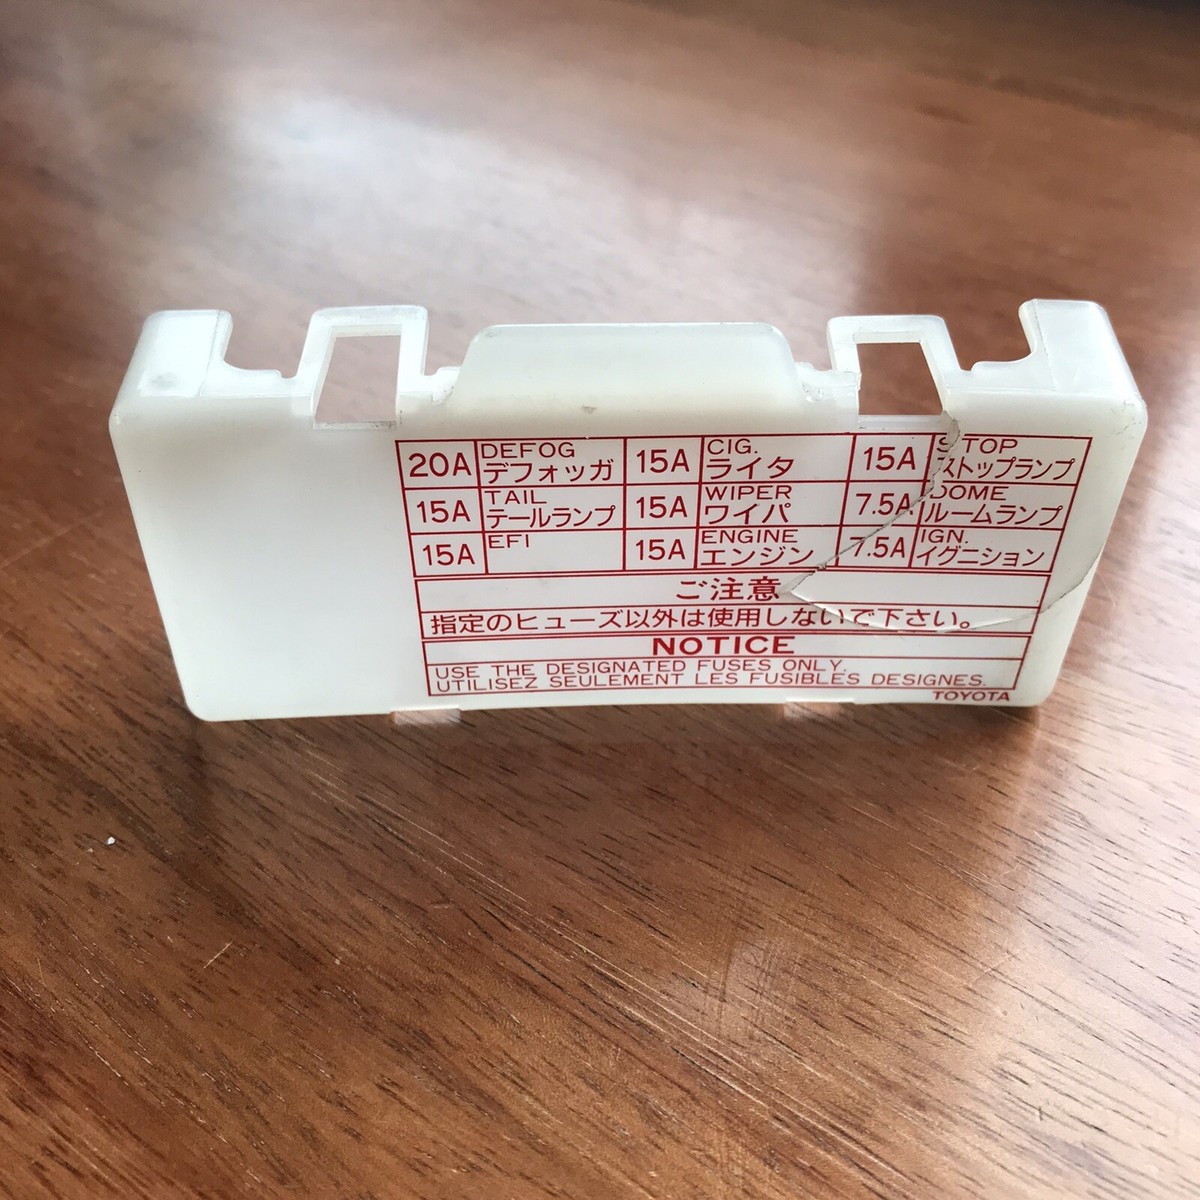 20A DEFOG デフォッガ 15A CIG. ライタ 15A STOP ストップランプ
15A TAIL テールランプ 15A WIPER ワイパ 7.5A DOME ルームランプ
15A EFI 15A ENGINE エンジン 7.5A IGN. イグニション
ご注意
指定のヒューズ以外は使用しないで下さい。
NOTICE
USE THE DESIGNATED FUSES ONLY.
UTILISEZ SEULEMENT LES FUSIBLES DESIGNES.
TOYOTA